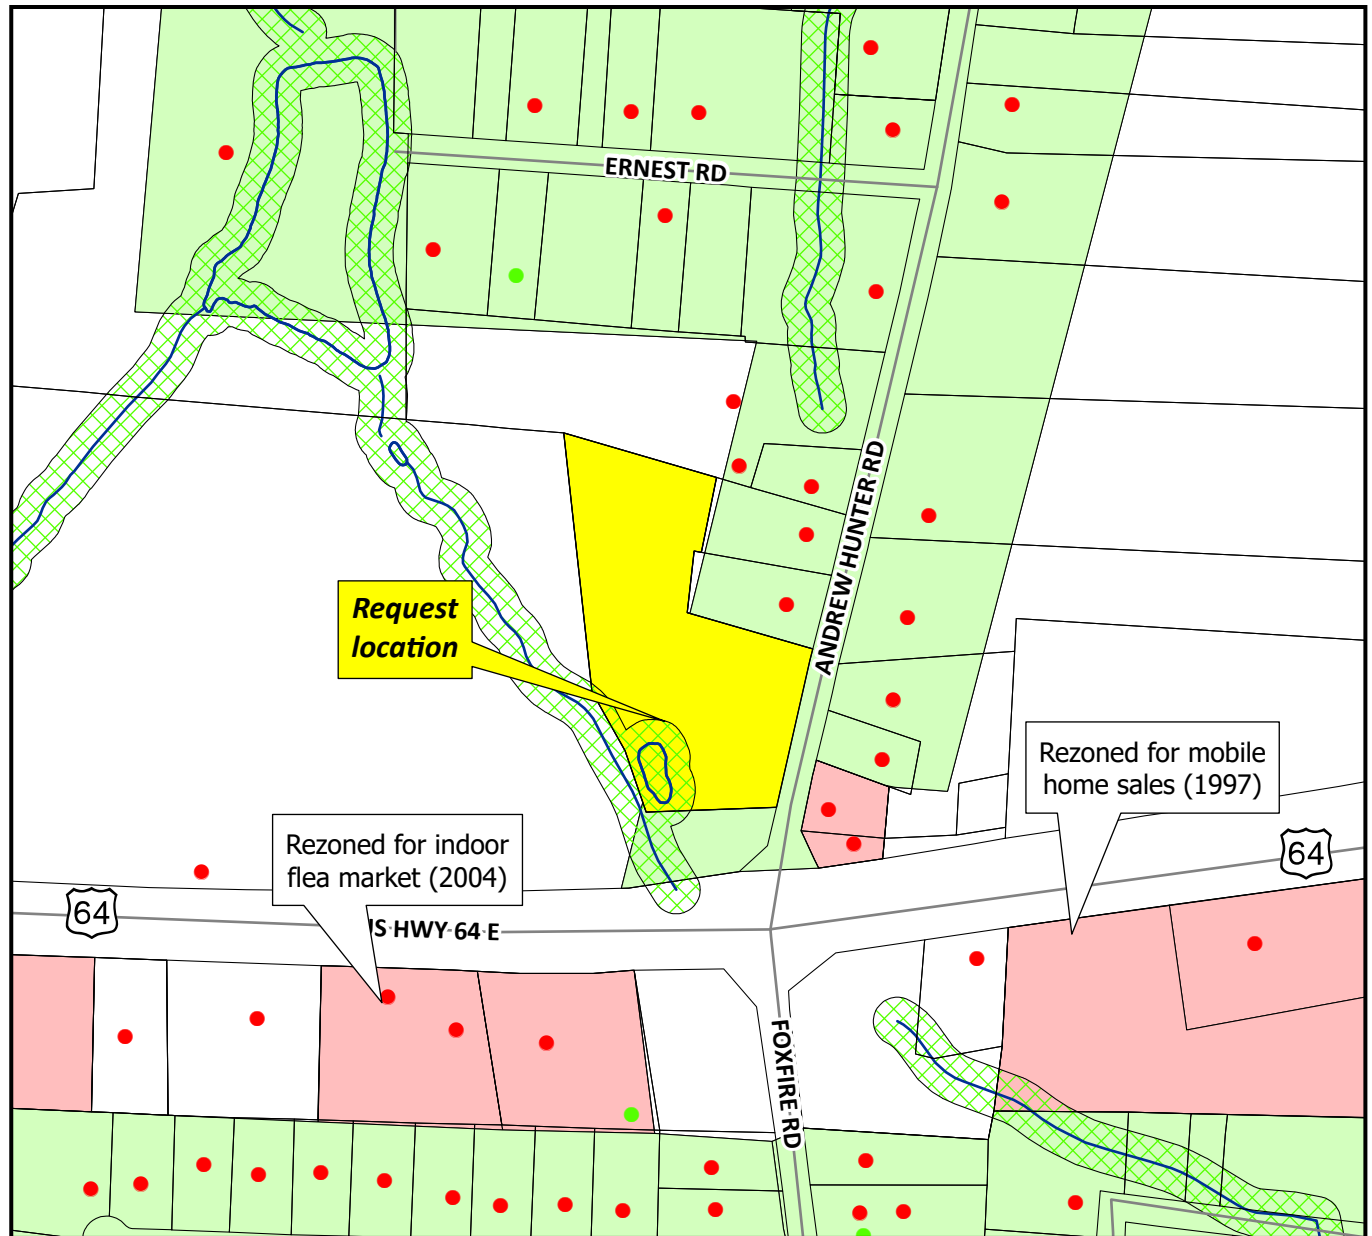 ERNEST RD
ANDREW HUNTER RD
Request
location
Rezoned for mobile
home sales (1997)
Rezoned for indoor
flea market (2004)
64
64
US HWY 64 E
FOXFIRE RD